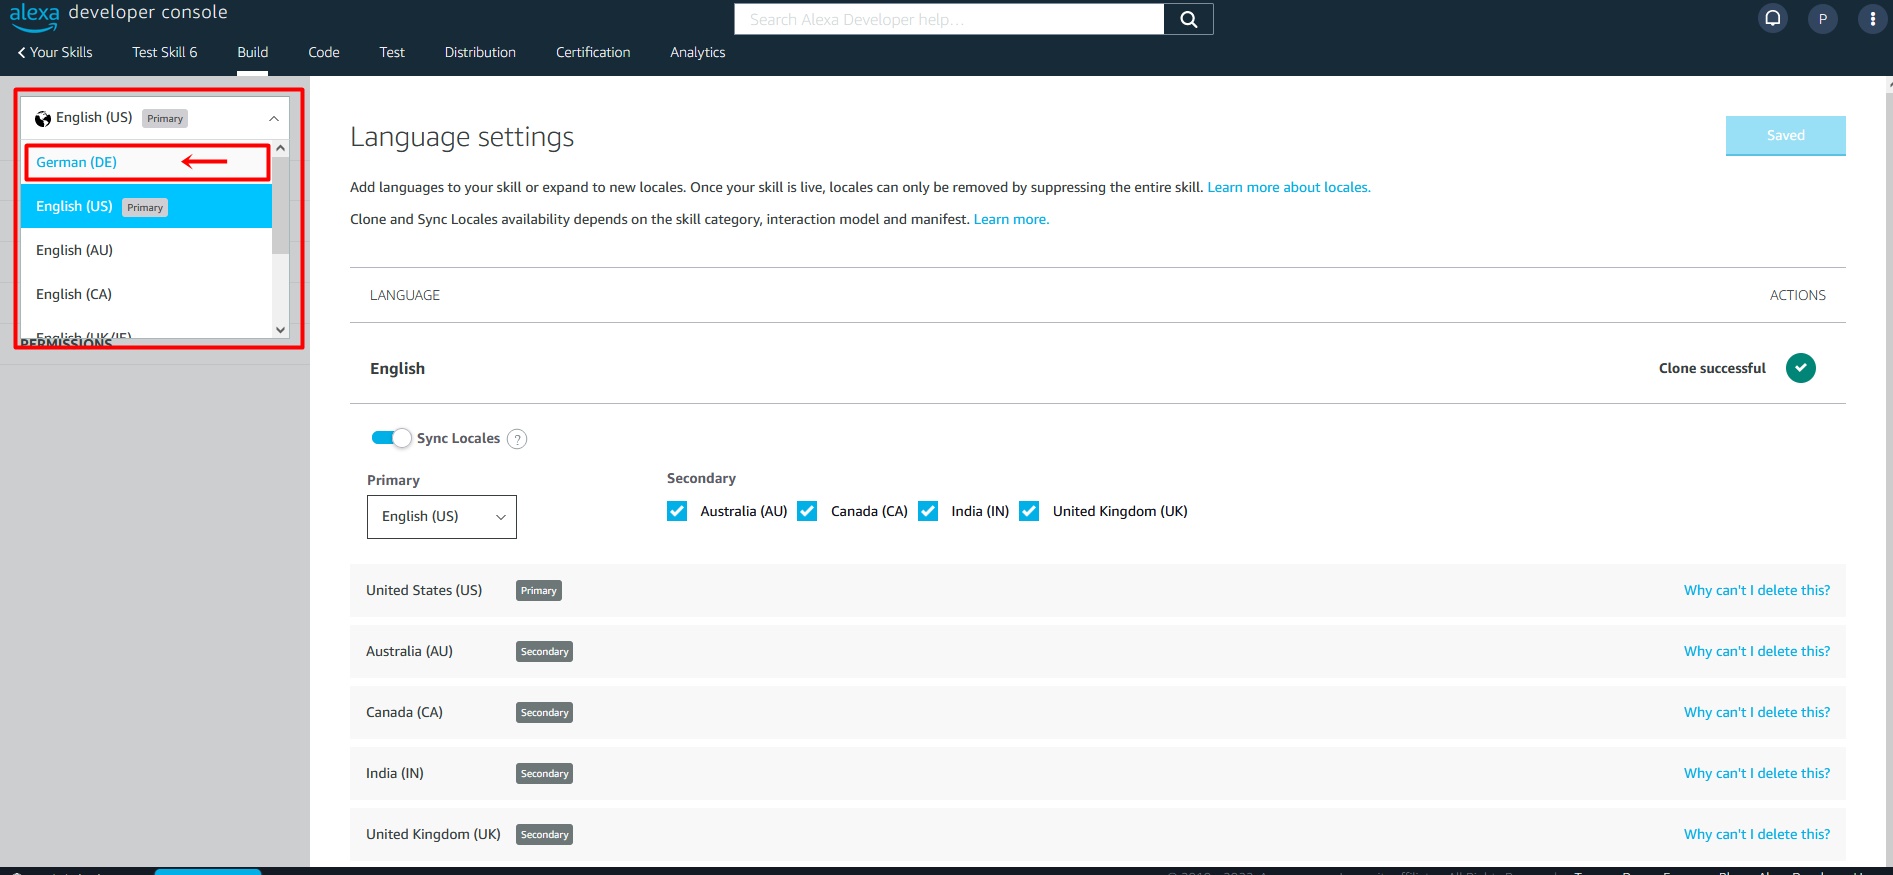 alexa developer console
Search Alexa Developer help...
P
Your Skills Test Skill 6 Build Code Test Distribution Certification Analytics
English (US) Primary
German (DE)
English (US) Primary
English (AU)
English (CA)
English (UK/IE)
PERMISSIONS
Language settings
Saved
Add languages to your skill or expand to new locales. Once your skill is live, locales can only be removed by suppressing the entire skill. Learn more about locales.
Clone and Sync Locales availability depends on the skill category, interaction model and manifest. Learn more.
LANGUAGE ACTIONS
English Clone successful
Sync Locales ?
Primary Secondary
English (US) Australia (AU) Canada (CA) India (IN) United Kingdom (UK)
United States (US) Primary Why can't I delete this?
Australia (AU) Secondary Why can't I delete this?
Canada (CA) Secondary Why can't I delete this?
India (IN) Secondary Why can't I delete this?
United Kingdom (UK) Secondary Why can't I delete this?